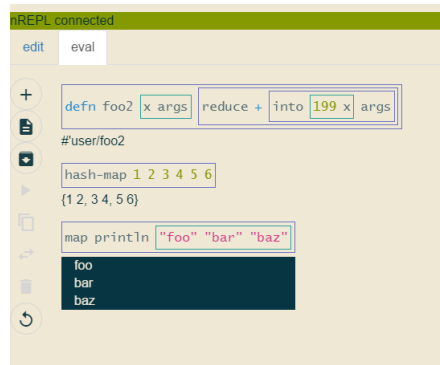 nREPL connected
edit eval
defn foo2 x args reduce + into 199 x args
#'user/foo2
hash-map 1 2 3 4 5 6
{1 2, 3 4, 5 6}
map println "foo" "bar" "baz"
foo
bar
baz